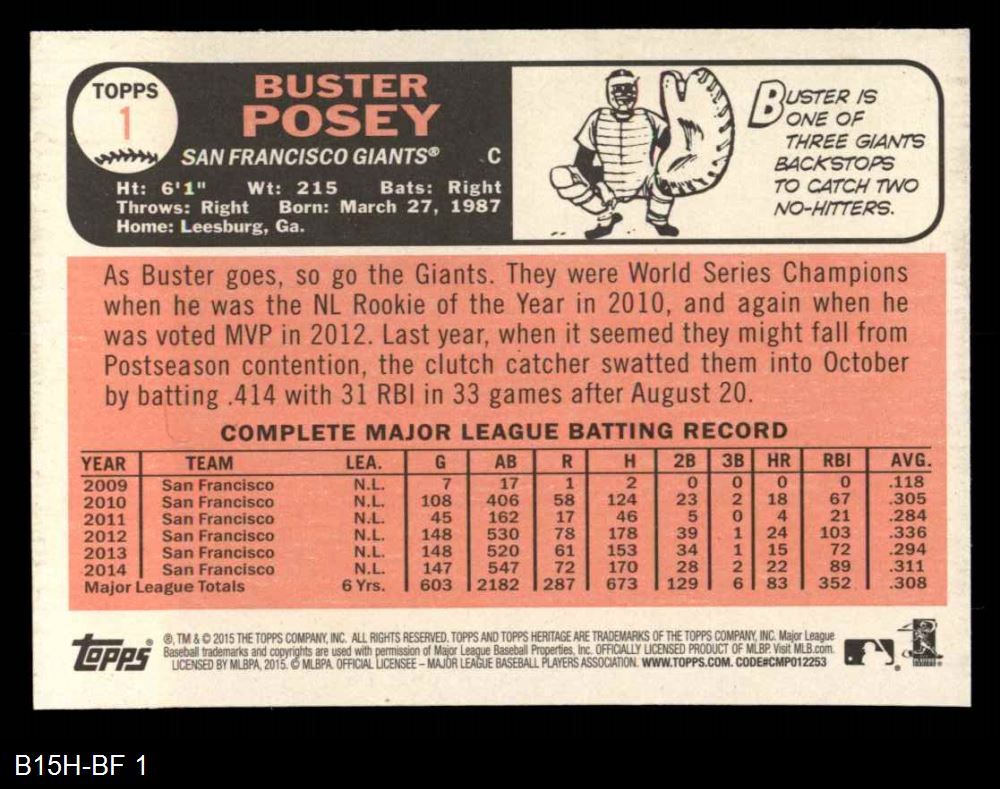 TOPPS
1
BUSTER
POSEY
SAN FRANCISCO GIANTS® C
Ht: 6'1" Wt: 215 Bats: Right
Throws: Right Born: March 27, 1987
Home: Leesburg, Ga.
BUSTER IS
ONE OF
THREE GIANTS
BACKSTOPS
TO CATCH TWO
NO-HITTERS.
As Buster goes, so go the Giants. They were World Series Champions
when he was the NL Rookie of the Year in 2010, and again when he
was voted MVP in 2012. Last year, when it seemed they might fall from
Postseason contention, the clutch catcher swatted them into October
by batting .414 with 31 RBI in 33 games after August 20.
COMPLETE MAJOR LEAGUE BATTING RECORD
YEAR TEAM LEA. G AB R H 2B 3B HR RBI AVG.
2009 San Francisco N.L. 7 17 1 2 0 0 0 0 .118
2010 San Francisco N.L. 108 406 58 124 23 2 18 67 .305
2011 San Francisco N.L. 45 162 17 46 5 0 4 21 .284
2012 San Francisco N.L. 148 530 78 178 39 1 24 103 .336
2013 San Francisco N.L. 148 520 61 153 34 1 15 72 .294
2014 San Francisco N.L. 147 547 72 170 28 2 22 89 .311
Major League Totals 6 Yrs. 603 2182 287 673 129 6 83 352 .308
Topps®
®, TM & © 2015 THE TOPPS COMPANY, INC. ALL RIGHTS RESERVED. TOPPS AND TOPPS HERITAGE ARE TRADEMARKS OF THE TOPPS COMPANY, INC. Major League
Baseball trademarks and copyrights are used with permission of Major League Baseball Properties, Inc. OFFICIALLY LICENSED PRODUCT OF MLBP. Visit MLB.com.
LICENSED BY MLBPA, 2015. © MLBPA. OFFICIAL LICENSEE – MAJOR LEAGUE BASEBALL PLAYERS ASSOCIATION. WWW.TOPPS.COM. CODE#CMP012253
B15H-BF 1